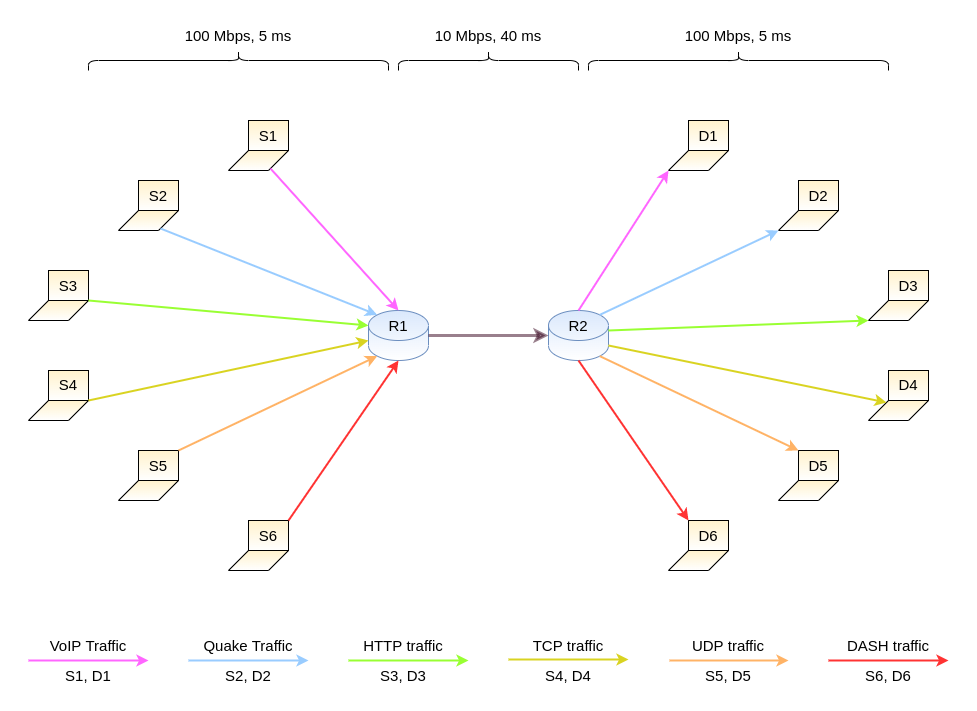 100 Mbps, 5 ms
10 Mbps, 40 ms
100 Mbps, 5 ms
S1
D1
S2
D2
S3
D3
R1
R2
S4
D4
S5
D5
S6
D6
VoIP Traffic
Quake Traffic
HTTP traffic
TCP traffic
UDP traffic
DASH traffic
S1, D1
S2, D2
S3, D3
S4, D4
S5, D5
S6, D6